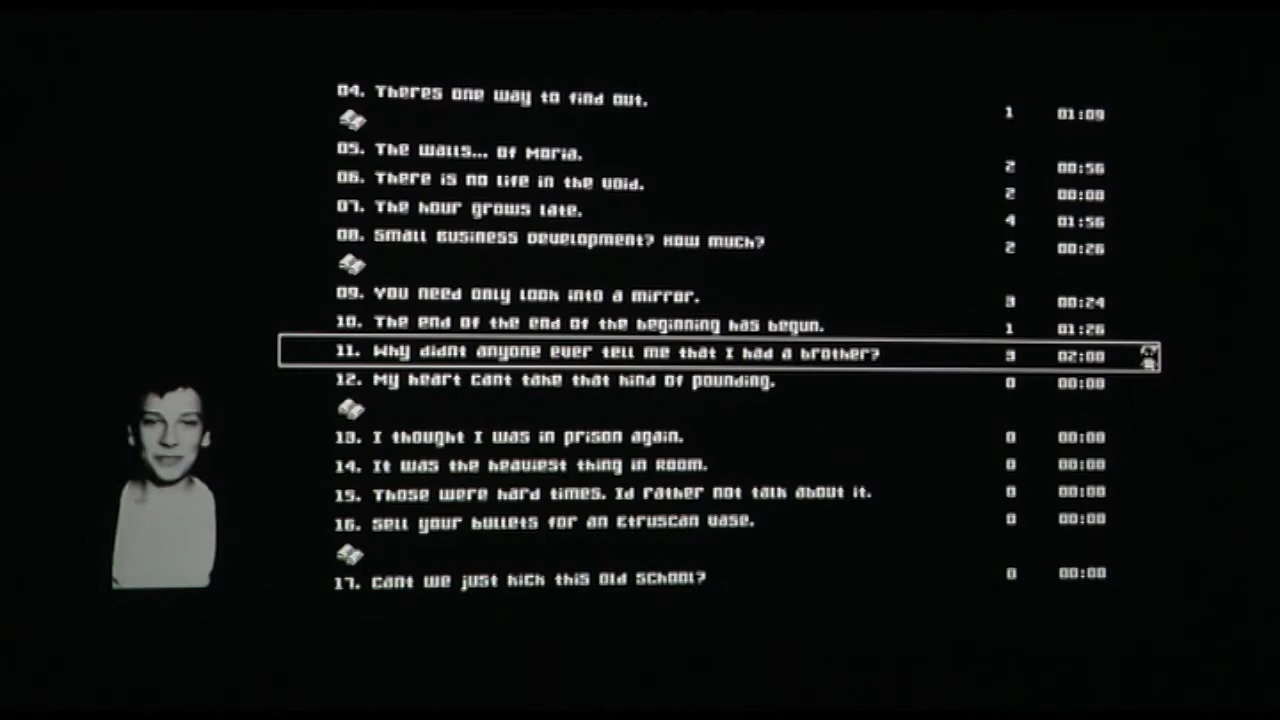 04. Theres one way to find out. 1 01:09
05. The walls... Of Moria. 2 00:56
06. There is no life in the void. 2 00:00
07. The hour grows late. 4 01:56
08. Small Business Development? How much? 2 00:26
09. You need only look into a mirror. 3 00:24
10. The end of the end of the beginning has begun. 1 01:26
11. Why didnt anyone ever tell me that I had a brother? 3 02:00
12. My heart cant take that kind of pounding. 0 00:00
13. I thought I was in prison again. 0 00:00
14. It was the heaviest thing in Room. 0 00:00
15. Those were hard times. Id rather not talk about it. 0 00:00
16. Sell your bullets for an Etruscan vase. 0 00:00
17. Cant we just kick this old school? 0 00:00